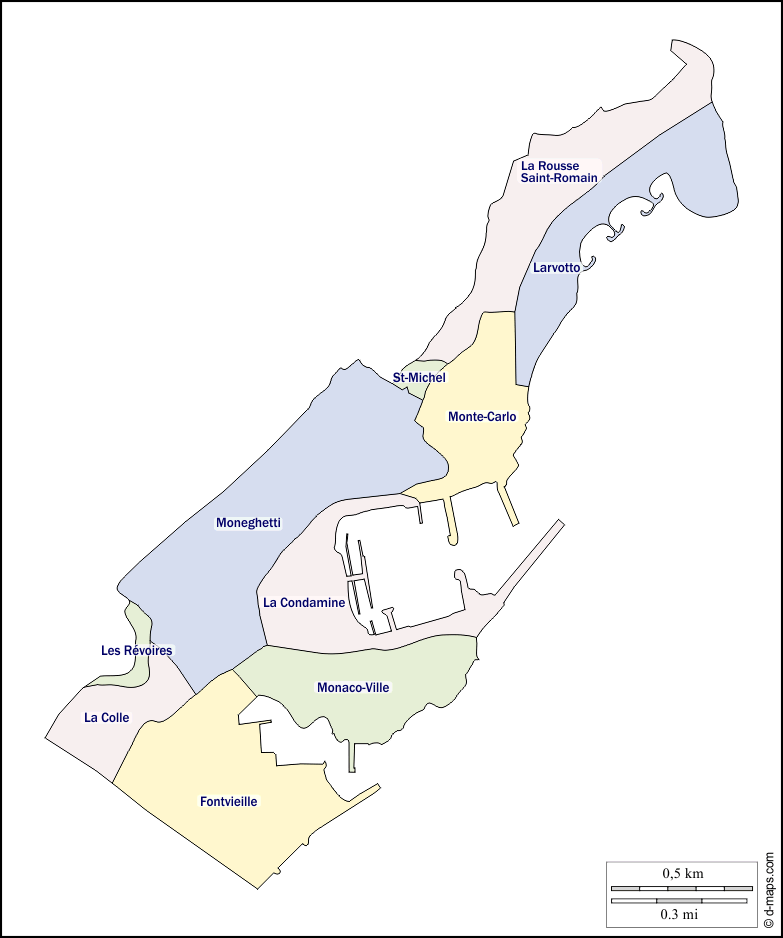 La Rousse
Saint-Romain
Larvotto
St-Michel
Monte-Carlo
Moneghetti
La Condamine
Les Révoires
Monaco-Ville
La Colle
Fontvieille
0,5 km
0.3 mi
© d-maps.com